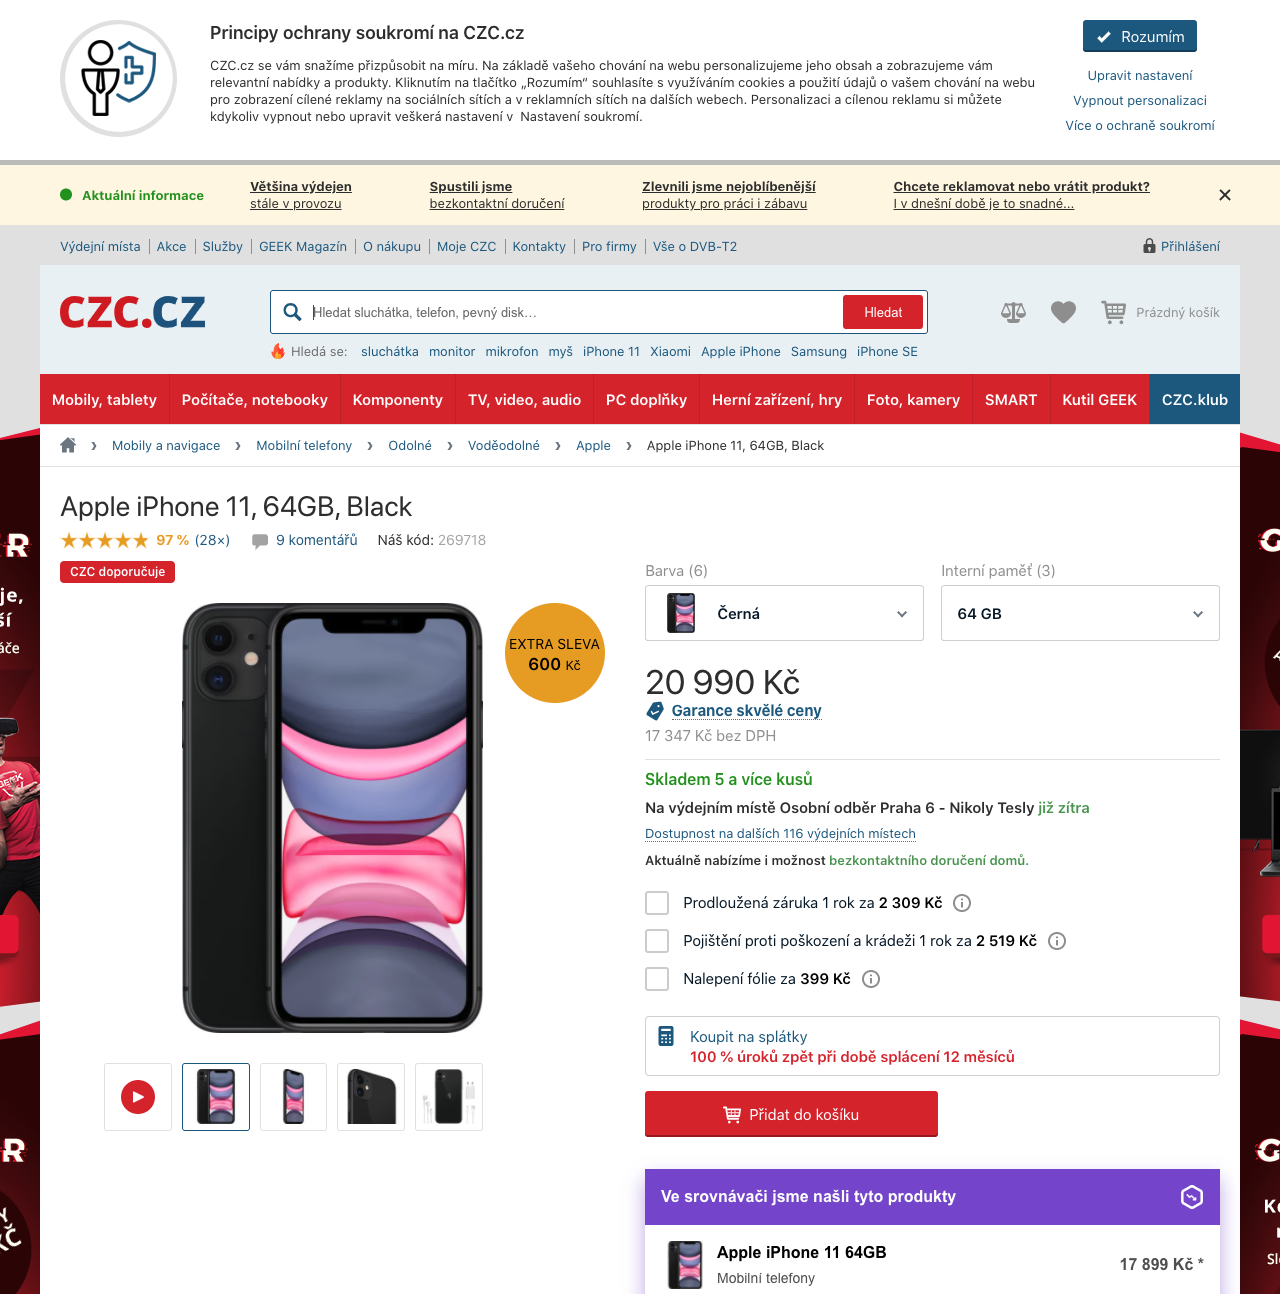 Principy ochrany soukromí na CZC.cz
CZC.cz se vám snažíme přizpůsobit na míru. Na základě vašeho chování na webu personalizujeme jeho obsah a zobrazujeme vám
relevantní nabídky a produkty. Kliknutím na tlačítko „Rozumím“ souhlasíte s využíváním cookies a použití údajů o vašem chování na webu
pro zobrazení cílené reklamy na sociálních sítích a v reklamních sítích na dalších webech. Personalizaci a cílenou reklamu si můžete
kdykoliv vypnout nebo upravit veškerá nastavení v  Nastavení soukromí.
Rozumím
Upravit nastavení
Vypnout personalizaci
Více o ochraně soukromí
Aktuální informace
Většina výdejen
stále v provozu
Spustili jsme
bezkontaktní doručení
Zlevnili jsme nejoblíbenější
produkty pro práci i zábavu
Chcete reklamovat nebo vrátit produkt?
I v dnešní době je to snadné...
Výdejní místa Akce Služby GEEK Magazín O nákupu Moje CZC Kontakty Pro firmy Vše o DVB-T2
Přihlášení
CZC.CZ
Hledat sluchátka, telefon, pevný disk…
Hledat
Prázdný košík
Hledá se: sluchátka monitor mikrofon myš iPhone 11 Xiaomi Apple iPhone Samsung iPhone SE
Mobily, tablety Počítače, notebooky Komponenty TV, video, audio PC doplňky Herní zařízení, hry Foto, kamery SMART Kutil GEEK CZC.klub
Mobily a navigace › Mobilní telefony › Odolné › Voděodolné › Apple › Apple iPhone 11, 64GB, Black
Apple iPhone 11, 64GB, Black
97 % (28×) 9 komentářů Náš kód: 269718
CZC doporučuje
EXTRA SLEVA
600 Kč
Barva (6)
Černá
Interní paměť (3)
64 GB
20 990 Kč
Garance skvělé ceny
17 347 Kč bez DPH
Skladem 5 a více kusů
Na výdejním místě Osobní odběr Praha 6 - Nikoly Tesly již zítra
Dostupnost na dalších 116 výdejních místech
Aktuálně nabízíme i možnost bezkontaktního doručení domů.
Prodloužená záruka 1 rok za 2 309 Kč
Pojištění proti poškození a krádeži 1 rok za 2 519 Kč
Nalepení fólie za 399 Kč
Koupit na splátky
100 % úroků zpět při době splácení 12 měsíců
Přidat do košíku
Ve srovnávači jsme našli tyto produkty
Apple iPhone 11 64GB
Mobilní telefony
17 899 Kč *